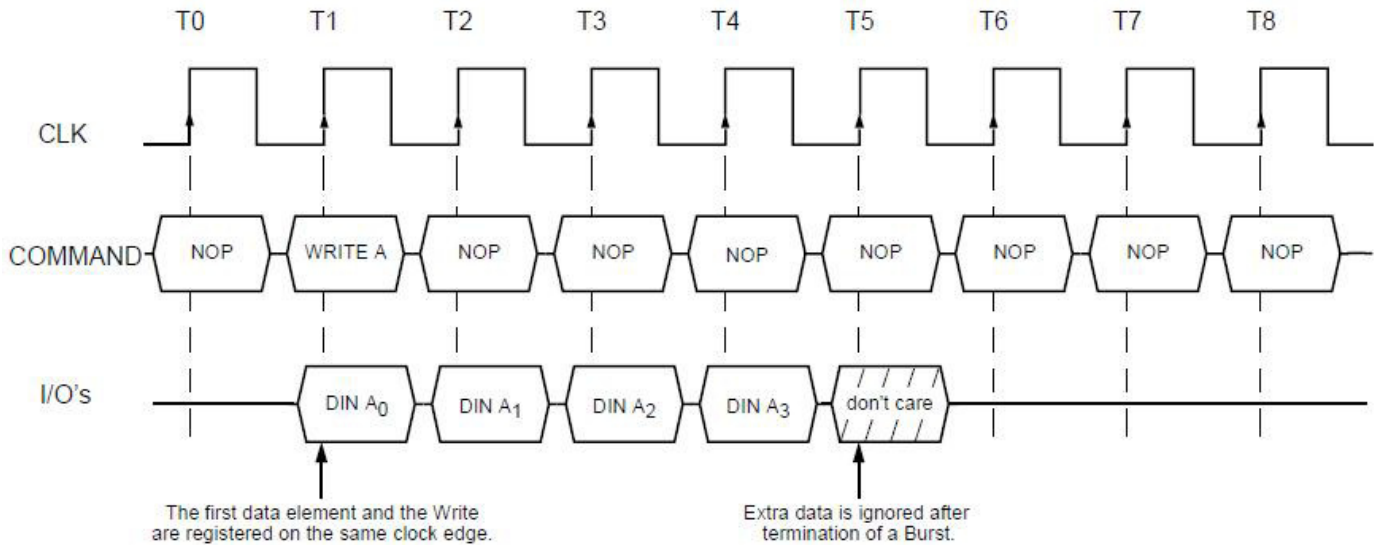 T0 T1 T2 T3 T4 T5 T6 T7 T8
CLK
COMMAND NOP WRITE A NOP NOP NOP NOP NOP NOP NOP
I/O's DIN A0 DIN A1 DIN A2 DIN A3 don't care
The first data element and the Write
are registered on the same clock edge.
Extra data is ignored after
termination of a Burst.